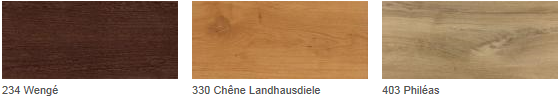 234 Wengé
330 Chêne Landhausdiele
403 Philéas